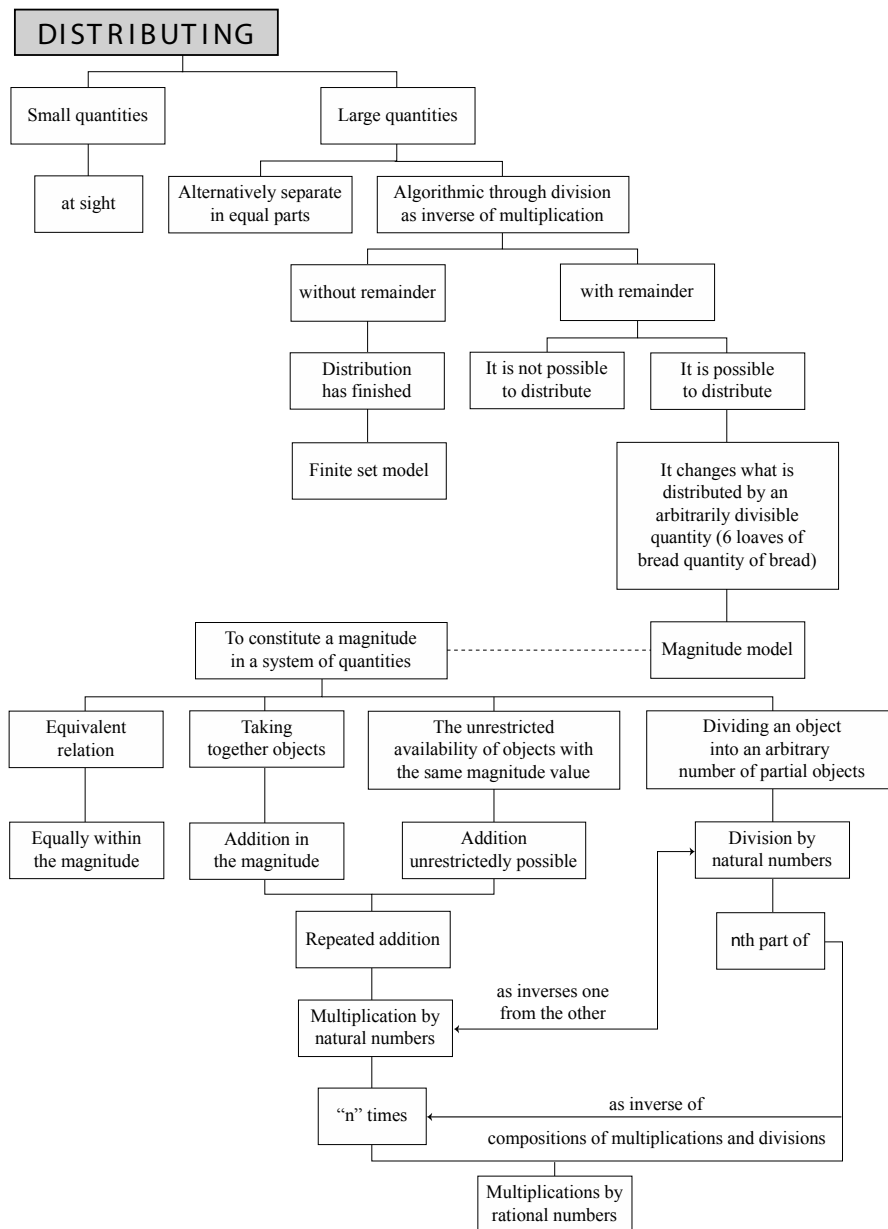 DISTRIBUTING
Small quantities
Large quantities
at sight
Alternatively separate
in equal parts
Algorithmic through division
as inverse of multiplication
without remainder
with remainder
Distribution
has finished
It is not possible
to distribute
It is possible
to distribute
Finite set model
It changes what is
distributed by an
arbitrarily divisible
quantity (6 loaves of
bread quantity of bread)
To constitute a magnitude
in a system of quantities
Magnitude model
Equivalent
relation
Taking
together objects
The unrestricted
availability of objects with
the same magnitude value
Dividing an object
into an arbitrary
number of partial objects
Equally within
the magnitude
Addition in
the magnitude
Addition
unrestrictedly possible
Division by
natural numbers
Repeated addition
nth part of
as inverses one
from the other
Multiplication by
natural numbers
“n” times
as inverse of
compositions of multiplications and divisions
Multiplications by
rational numbers